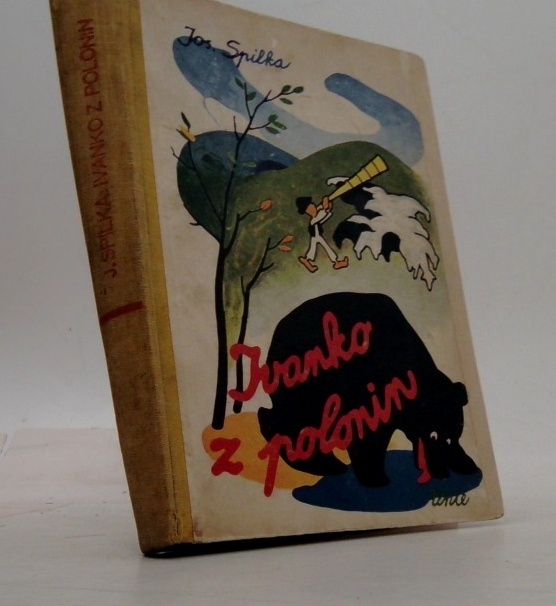 Jos. Spilka
J. SPILKA-IVANKO Z POLONIN
Ivanko
z polonin